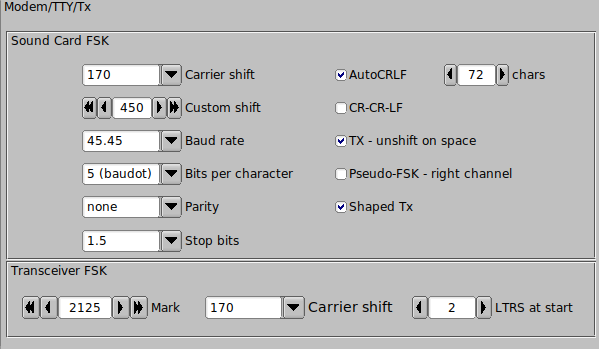 Modem/TTY/Tx
Sound Card FSK
170 Carrier shift AutoCRLF 72 chars
450 Custom shift CR-CR-LF
45.45 Baud rate TX - unshift on space
5 (baudot) Bits per character Pseudo-FSK - right channel
none Parity Shaped Tx
1.5 Stop bits
Transceiver FSK
2125 Mark 170 Carrier shift 2 LTRS at start